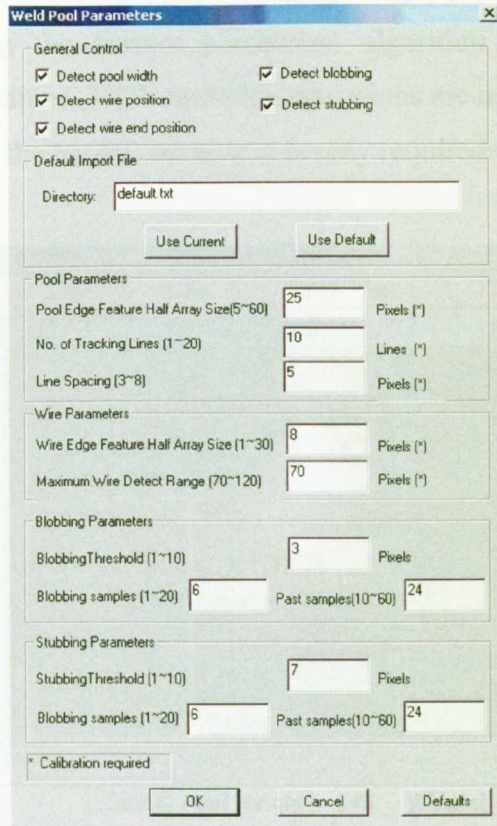 Weld Pool Parameters
General Control
Detect pool width
Detect blobbing
Detect wire position
Detect stubbing
Detect wire end position
Default Import File
Directory: default.txt
Use Current Use Default
Pool Parameters
Pool Edge Feature Half Array Size(5~60) 25 Pixels (*)
No. of Tracking Lines (1~20) 10 Lines (*)
Line Spacing (3~8) 5 Pixels (*)
Wire Parameters
Wire Edge Feature Half Array Size (1~30) 8 Pixels (*)
Maximum Wire Detect Range (70~120) 70 Pixels (*)
Blobbing Parameters
BlobbingThreshold (1~10) 3 Pixels
Blobbing samples (1~20) 6 Past samples(10~60) 24
Stubbing Parameters
StubbingThreshold (1~10) 7 Pixels
Blobbing samples (1~20) 6 Past samples(10~60) 24
* Calibration required
OK Cancel Defaults